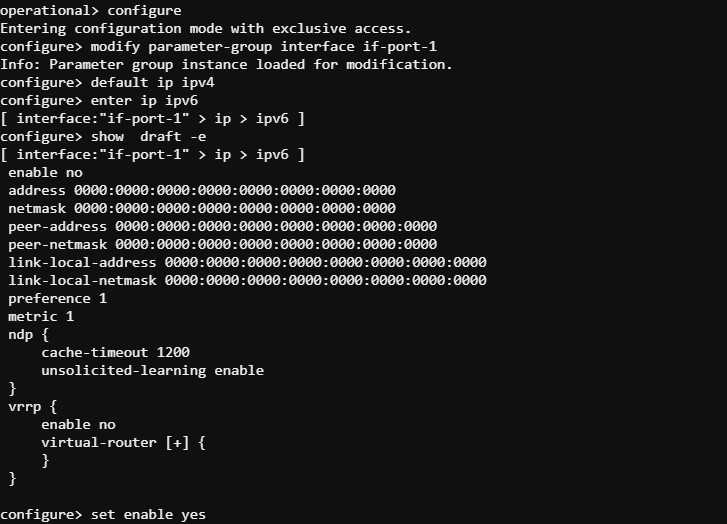 operational> configure
Entering configuration mode with exclusive access.
configure> modify parameter-group interface if-port-1
Info: Parameter group instance loaded for modification.
configure> default ip ipv4
configure> enter ip ipv6
[ interface:"if-port-1" > ip > ipv6 ]
configure> show  draft -e
[ interface:"if-port-1" > ip > ipv6 ]
 enable no
 address 0000:0000:0000:0000:0000:0000:0000:0000
 netmask 0000:0000:0000:0000:0000:0000:0000:0000
 peer-address 0000:0000:0000:0000:0000:0000:0000:0000
 peer-netmask 0000:0000:0000:0000:0000:0000:0000:0000
 link-local-address 0000:0000:0000:0000:0000:0000:0000:0000
 link-local-netmask 0000:0000:0000:0000:0000:0000:0000:0000
 preference 1
 metric 1
 ndp {
     cache-timeout 1200
     unsolicited-learning enable
 }
 vrrp {
     enable no
     virtual-router [+] {
     }
 }
configure> set enable yes